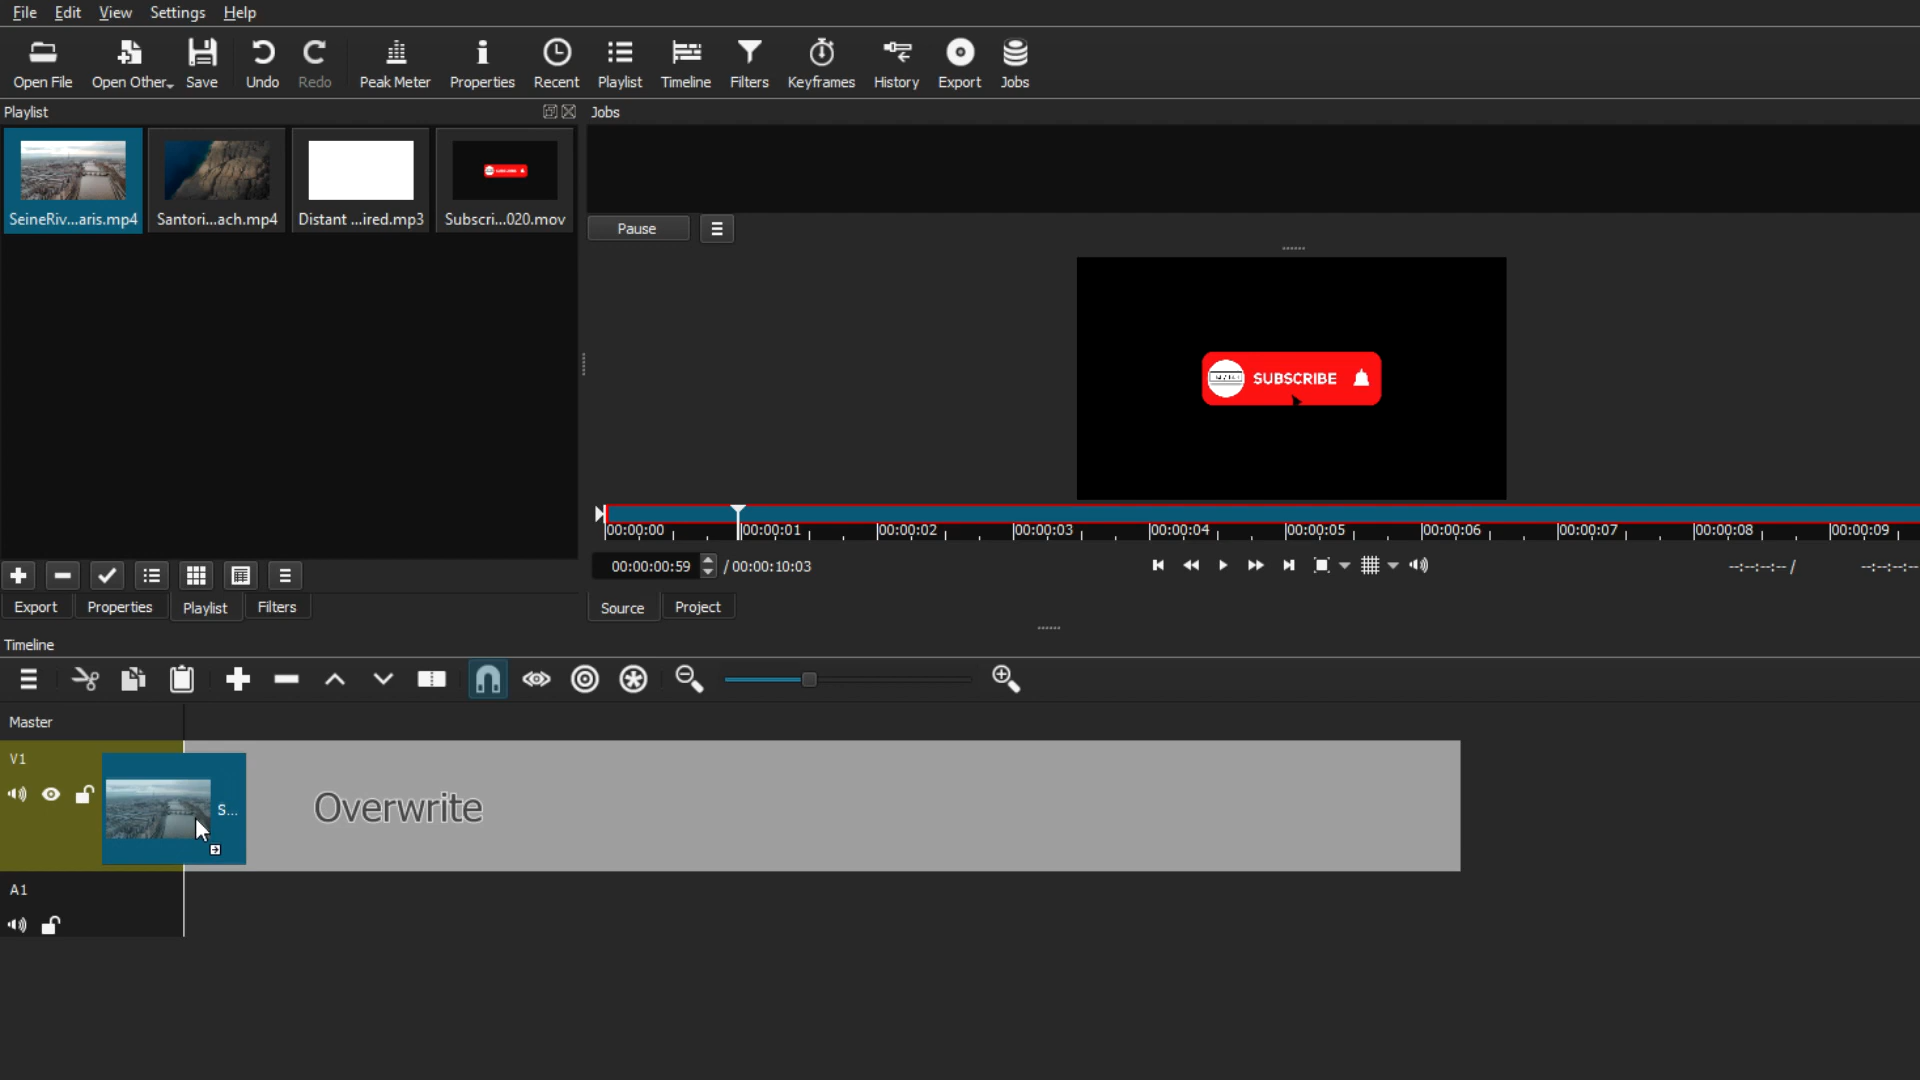 File Edit View Settings Help
Open File Open Other Save Undo Redo Peak Meter Properties Recent Playlist Timeline Filters Keyframes History Export Jobs
Playlist
Jobs
SeineRiv...aris.mp4 Santori...ach.mp4 Distant ...ired.mp3 Subscri...020.mov
Pause
SUBSCRIBE
00:00:00 00:00:01 00:00:02 00:00:03 00:00:04 00:00:05 00:00:06 00:00:07 00:00:08 00:00:09
00:00:00:59 / 00:00:10:03 --:--:--:-- / --:--:--:--
Export Properties Playlist Filters
Source Project
Timeline
Master
V1
S...
Overwrite
A1